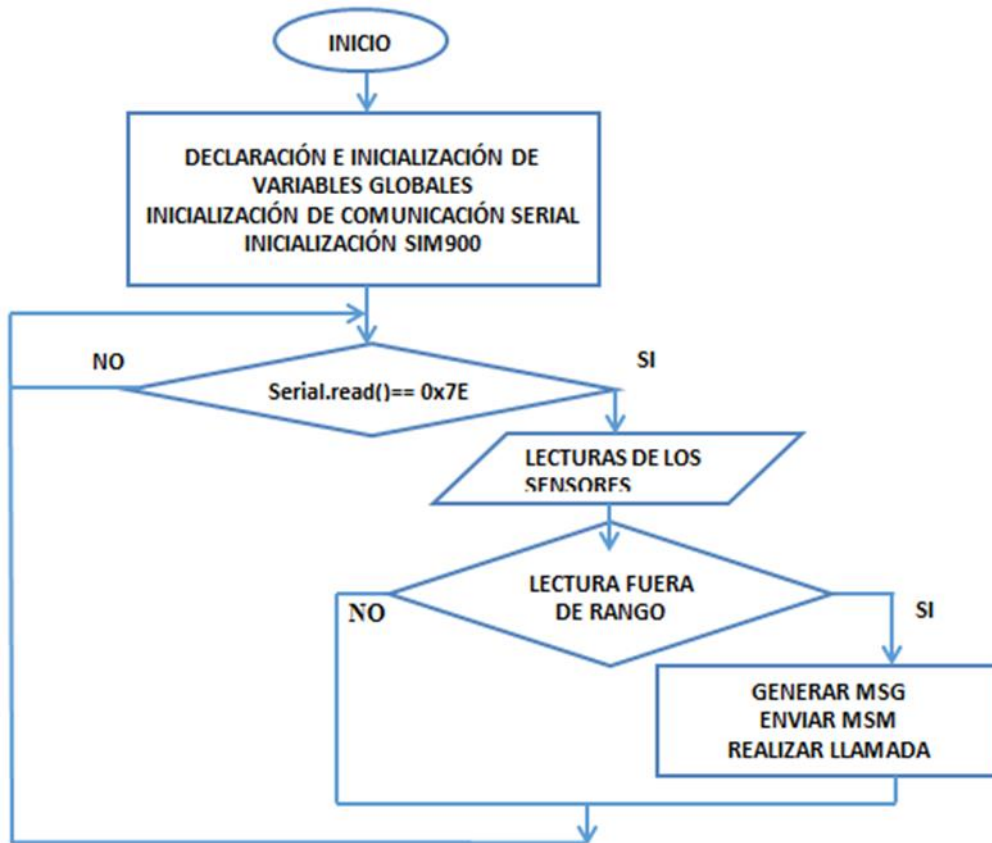 INICIO
DECLARACIÓN E INICIALIZACIÓN DE
VARIABLES GLOBALES
INICIALIZACIÓN DE COMUNICACIÓN SERIAL
INICIALIZACIÓN SIM900
NO
SI
Serial.read()== 0x7E
LECTURAS DE LOS
SENSORES
LECTURA FUERA
DE RANGO
NO
SI
GENERAR MSG
ENVIAR MSM
REALIZAR LLAMADA